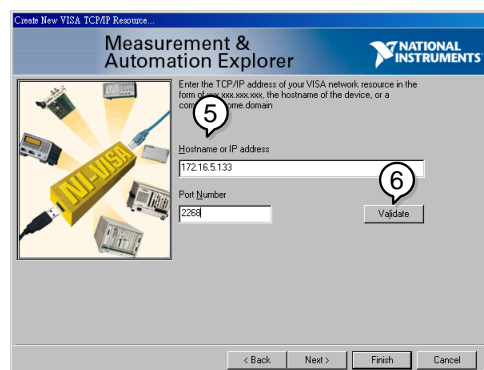 Create New VISA TCP/IP Resource...
Measurement &
Automation Explorer
NATIONAL
INSTRUMENTS
Enter the TCP/IP address of your VISA network resource in the
form of xxx.xxx.xxx.xxx, the hostname of the device, or a
some.domain
5
Hostname or IP address
172.16.5.133
6
Port Number
2268
Validate
NI-VISA
< Back
Next >
Finish
Cancel